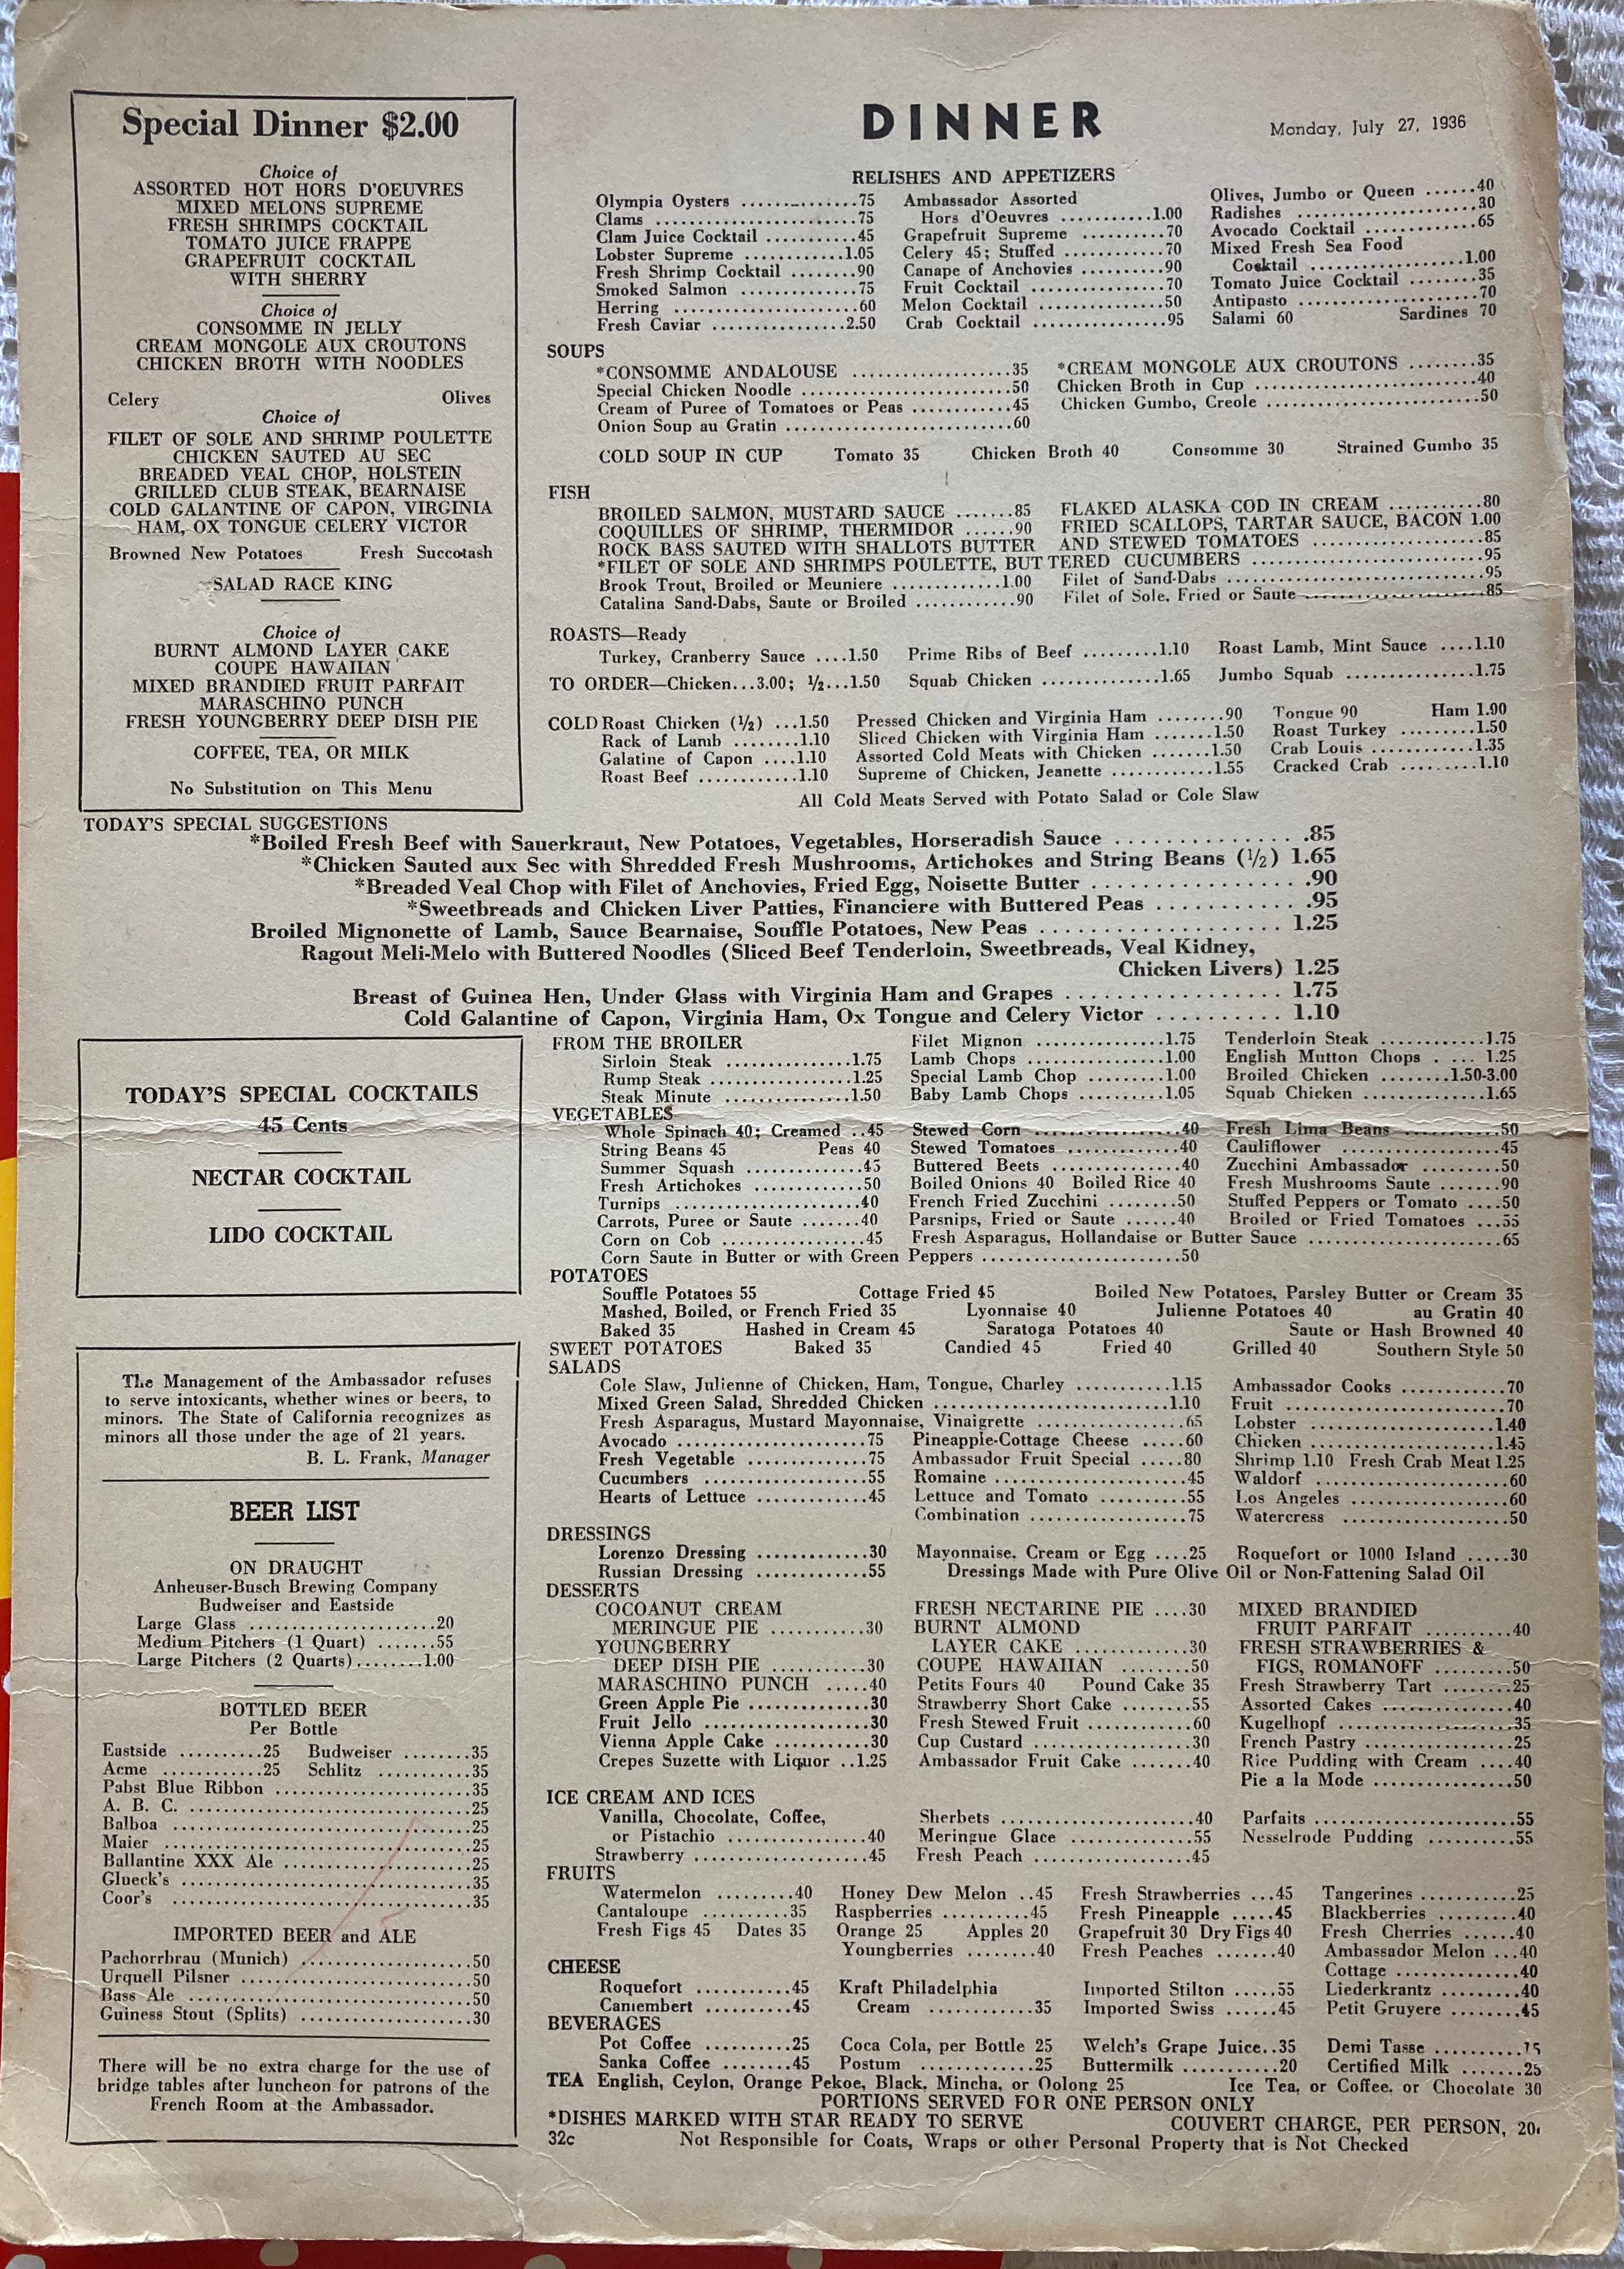 Special Dinner $2.00
Choice of
ASSORTED HOT HORS D'OEUVRES
MIXED MELONS SUPREME
FRESH SHRIMPS COCKTAIL
TOMATO JUICE FRAPPE
GRAPEFRUIT COCKTAIL
WITH SHERRY
Choice of
CONSOMME IN JELLY
CREAM MONGOLE AUX CROUTONS
CHICKEN BROTH WITH NOODLES
Celery Olives
Choice of
FILET OF SOLE AND SHRIMP POULETTE
CHICKEN SAUTED AU SEC
BREADED VEAL CHOP, HOLSTEIN
GRILLED CLUB STEAK, BEARNAISE
COLD GALANTINE OF CAPON, VIRGINIA
HAM, OX TONGUE CELERY VICTOR
Browned New Potatoes Fresh Succotash
SALAD RACE KING
Choice of
BURNT ALMOND LAYER CAKE
COUPE HAWAIIAN
MIXED BRANDIED FRUIT PARFAIT
MARASCHINO PUNCH
FRESH YOUNGBERRY DEEP DISH PIE
COFFEE, TEA, OR MILK
No Substitution on This Menu
DINNER
Monday, July 27, 1936
RELISHES AND APPETIZERS
Olympia Oysters ..............75
Clams .......................75
Clam Juice Cocktail ...........45
Lobster Supreme ............1.05
Fresh Shrimp Cocktail ........90
Smoked Salmon ...............75
Herring ......................60
Fresh Caviar ................2.50
Ambassador Assorted
Hors d'Oeuvres ...........1.00
Grapefruit Supreme ..........70
Celery 45; Stuffed ............70
Canape of Anchovies ..........90
Fruit Cocktail ................70
Melon Cocktail ...............50
Crab Cocktail ................95
Olives, Jumbo or Queen ......40
Radishes .....................30
Avocado Cocktail .............65
Mixed Fresh Sea Food
Cocktail ..................1.00
Tomato Juice Cocktail ........35
Antipasto .....................70
Salami 60 Sardines 70
SOUPS
*CONSOMME ANDALOUSE ..................35
Special Chicken Noodle ........................50
Cream of Puree of Tomatoes or Peas ............45
Onion Soup au Gratin ..........................60
*CREAM MONGOLE AUX CROUTONS ........35
Chicken Broth in Cup ..........................40
Chicken Gumbo, Creole .........................50
COLD SOUP IN CUP Tomato 35 Chicken Broth 40 Consomme 30 Strained Gumbo 35
FISH
BROILED SALMON, MUSTARD SAUCE .......85 FLAKED ALASKA COD IN CREAM ...........80
COQUILLES OF SHRIMP, THERMIDOR ......90 FRIED SCALLOPS, TARTAR SAUCE, BACON 1.00
ROCK BASS SAUTED WITH SHALLOTS BUTTER AND STEWED TOMATOES ....................85
*FILET OF SOLE AND SHRIMPS POULETTE, BUTTERED CUCUMBERS ...........................95
Brook Trout, Broiled or Meuniere ............1.00 Filet of Sand-Dabs ..............................95
Catalina Sand-Dabs, Saute or Broiled ............90 Filet of Sole, Fried or Saute ......................85
ROASTS—Ready
Turkey, Cranberry Sauce ....1.50 Prime Ribs of Beef .........1.10 Roast Lamb, Mint Sauce ....1.10
TO ORDER—Chicken...3.00; ½...1.50 Squab Chicken ..............1.65 Jumbo Squab ..............1.75
COLD Roast Chicken (½) ...1.50
Rack of Lamb ........1.10
Galatine of Capon ....1.10
Roast Beef ...........1.10
Pressed Chicken and Virginia Ham ........90
Sliced Chicken with Virginia Ham .......1.50
Assorted Cold Meats with Chicken .......1.50
Supreme of Chicken, Jeanette ............1.55
Tongue 90 Ham 1.00
Roast Turkey .........1.50
Crab Louis ............1.35
Cracked Crab .........1.10
All Cold Meats Served with Potato Salad or Cole Slaw
TODAY'S SPECIAL SUGGESTIONS
*Boiled Fresh Beef with Sauerkraut, New Potatoes, Vegetables, Horseradish Sauce ............ .85
*Chicken Sauted aux Sec with Shredded Fresh Mushrooms, Artichokes and String Beans (½) 1.65
*Breaded Veal Chop with Filet of Anchovies, Fried Egg, Noisette Butter ................ .90
*Sweetbreads and Chicken Liver Patties, Financiere with Buttered Peas ........... .95
Broiled Mignonette of Lamb, Sauce Bearnaise, Souffle Potatoes, New Peas .................. 1.25
Ragout Meli-Melo with Buttered Noodles (Sliced Beef Tenderloin, Sweetbreads, Veal Kidney,
Chicken Livers) 1.25
Breast of Guinea Hen, Under Glass with Virginia Ham and Grapes ................ 1.75
Cold Galantine of Capon, Virginia Ham, Ox Tongue and Celery Victor .......... 1.10
TODAY'S SPECIAL COCKTAILS
45 Cents
NECTAR COCKTAIL
LIDO COCKTAIL
The Management of the Ambassador refuses
to serve intoxicants, whether wines or beers, to
minors. The State of California recognizes as
minors all those under the age of 21 years.
B. L. Frank, Manager
BEER LIST
ON DRAUGHT
Anheuser-Busch Brewing Company
Budweiser and Eastside
Large Glass ......................20
Medium Pitchers (1 Quart) .......55
Large Pitchers (2 Quarts)........1.00
BOTTLED BEER
Per Bottle
Eastside ..........25 Budweiser ........35
Acme ............25 Schlitz ............35
Pabst Blue Ribbon ......................35
A. B. C. ................................25
Balboa .................................25
Maier ..................................25
Ballantine XXX Ale .....................25
Glueck's ................................35
Coor's .................................35
IMPORTED BEER and ALE
Pachorrbrau (Munich) ...................50
Urquell Pilsner ..........................50
Bass Ale ................................50
Guiness Stout (Splits) ...................30
There will be no extra charge for the use of
bridge tables after luncheon for patrons of the
French Room at the Ambassador.
FROM THE BROILER
Sirloin Steak ...............1.75
Rump Steak .................1.25
Steak Minute ...............1.50
Filet Mignon ...............1.75
Lamb Chops ................1.00
Special Lamb Chop .........1.00
Baby Lamb Chops ..........1.05
Tenderloin Steak ............1.75
English Mutton Chops . ... 1.25
Broiled Chicken ........1.50-3.00
Squab Chicken ..............1.65
VEGETABLES
Whole Spinach 40; Creamed ..45
String Beans 45 Peas 40
Summer Squash ..............45
Fresh Artichokes .............50
Turnips ......................40
Carrots, Puree or Saute .......40
Corn on Cob .................45
Stewed Corn ...................40
Stewed Tomatoes ..............40
Buttered Beets ................40
Boiled Onions 40 Boiled Rice 40
French Fried Zucchini .........50
Parsnips, Fried or Saute ......40
Fresh Lima Beans ............50
Cauliflower ...................45
Zucchini Ambassador .........50
Fresh Mushrooms Saute .......90
Stuffed Peppers or Tomato ....50
Broiled or Fried Tomatoes ...55
Fresh Asparagus, Hollandaise or Butter Sauce ........................65
Corn Saute in Butter or with Green Peppers ........................50
POTATOES
Souffle Potatoes 55 Cottage Fried 45 Boiled New Potatoes, Parsley Butter or Cream 35
Mashed, Boiled, or French Fried 35 Lyonnaise 40 Julienne Potatoes 40 au Gratin 40
Baked 35 Hashed in Cream 45 Saratoga Potatoes 40 Saute or Hash Browned 40
SWEET POTATOES Baked 35 Candied 45 Fried 40 Grilled 40 Southern Style 50
SALADS
Cole Slaw, Julienne of Chicken, Ham, Tongue, Charley ...........1.15
Mixed Green Salad, Shredded Chicken ...........................1.10
Fresh Asparagus, Mustard Mayonnaise, Vinaigrette .................65
Avocado ....................75
Fresh Vegetable .............75
Cucumbers ..................55
Hearts of Lettuce ............45
Pineapple-Cottage Cheese .....60
Ambassador Fruit Special .....80
Romaine .....................45
Lettuce and Tomato ...........55
Combination ..................75
Ambassador Cooks ...........70
Fruit ..........................70
Lobster .....................1.40
Chicken .....................1.45
Shrimp 1.10 Fresh Crab Meat 1.25
Waldorf .....................60
Los Angeles ..................60
Watercress ...................50
DRESSINGS
Lorenzo Dressing .............30 Mayonnaise, Cream or Egg ....25 Roquefort or 1000 Island .....30
Russian Dressing .............55 Dressings Made with Pure Olive Oil or Non-Fattening Salad Oil
DESSERTS
COCOANUT CREAM
MERINGUE PIE ...........30
YOUNGBERRY
DEEP DISH PIE ...........30
MARASCHINO PUNCH .....40
Green Apple Pie ..............30
Fruit Jello ...................30
Vienna Apple Cake ...........30
Crepes Suzette with Liquor ..1.25
FRESH NECTARINE PIE ....30
BURNT ALMOND
LAYER CAKE .............30
COUPE HAWAIIAN ........50
Petits Fours 40 Pound Cake 35
Strawberry Short Cake ........55
Fresh Stewed Fruit ............60
Cup Custard ..................30
Ambassador Fruit Cake .......40
MIXED BRANDIED
FRUIT PARFAIT ..........40
FRESH STRAWBERRIES &
FIGS, ROMANOFF .........50
Fresh Strawberry Tart ........25
Assorted Cakes ...............40
Kugelhopf ....................35
French Pastry ................25
Rice Pudding with Cream ....40
Pie a la Mode ................50
ICE CREAM AND ICES
Vanilla, Chocolate, Coffee,
or Pistachio ................40
Strawberry ....................45
Sherbets ......................40
Meringue Glace ...............55
Fresh Peach ...................45
Parfaits .......................55
Nesselrode Pudding ..........55
FRUITS
Watermelon .........40 Honey Dew Melon ..45 Fresh Strawberries ...45 Tangerines ...........25
Cantaloupe ..........35 Raspberries ..........45 Fresh Pineapple .....45 Blackberries .........40
Fresh Figs 45 Dates 35 Orange 25 Apples 20 Grapefruit 30 Dry Figs 40 Fresh Cherries ......40
Youngberries ........40 Fresh Peaches .......40 Ambassador Melon ...40
CHEESE
Roquefort ...........45
Camembert ..........45
Kraft Philadelphia
Cream ............35
Imported Stilton .....55
Imported Swiss ......45
Cottage ..............40
Liederkrantz .........40
Petit Gruyere ........45
BEVERAGES
Pot Coffee ..........25 Coca Cola, per Bottle 25 Welch's Grape Juice..35 Demi Tasse ..........15
Sanka Coffee ........45 Postum .............25 Buttermilk ...........20 Certified Milk .......25
TEA English, Ceylon, Orange Pekoe, Black, Mincha, or Oolong 25 Ice Tea, or Coffee, or Chocolate 30
PORTIONS SERVED FOR ONE PERSON ONLY
*DISHES MARKED WITH STAR READY TO SERVE COUVERT CHARGE, PER PERSON, 20
32c Not Responsible for Coats, Wraps or other Personal Property that is Not Checked